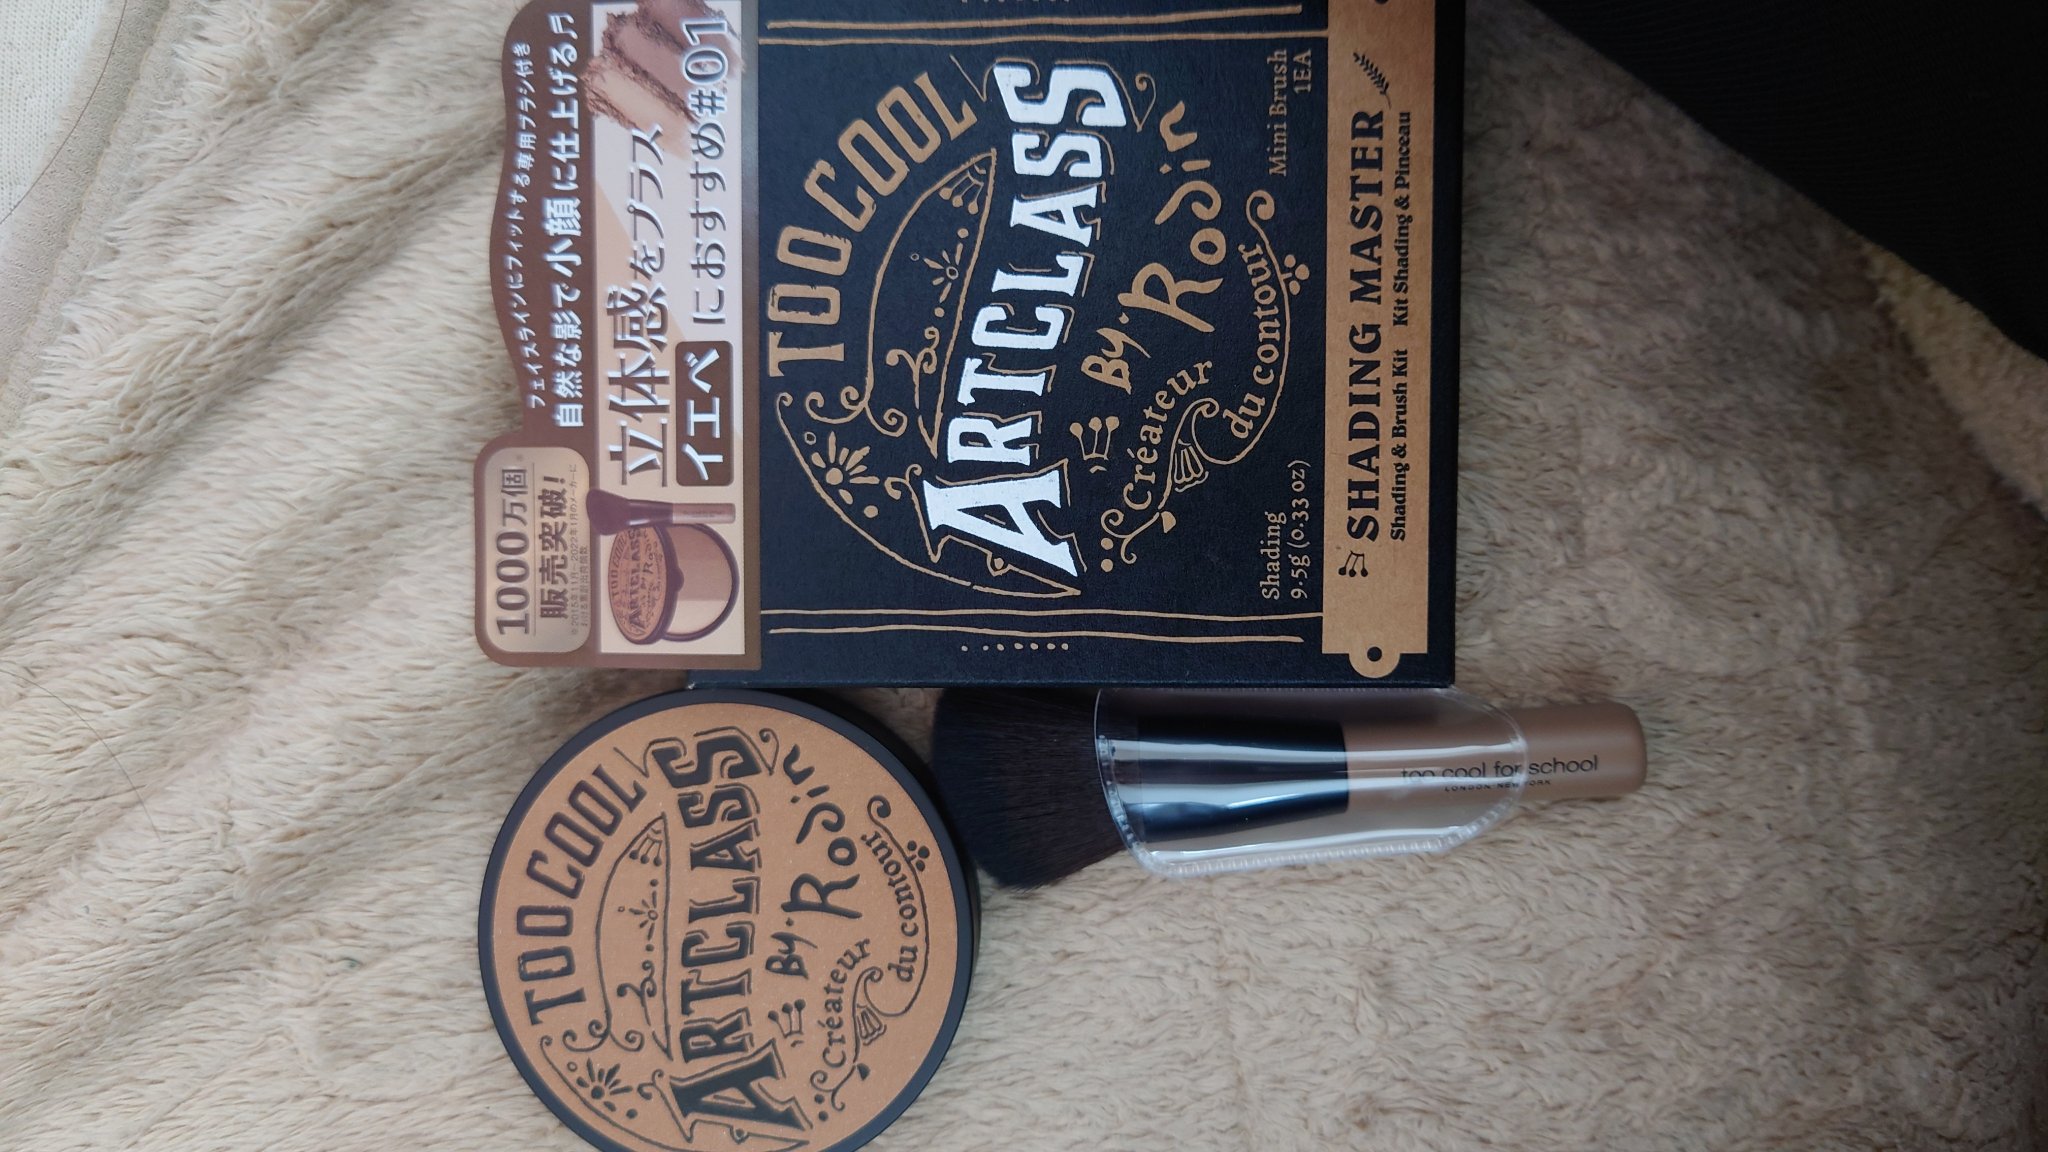 フェイスラインにフィットする専用ブラシ付き
自然な影で小顔に仕上げる♬
1000万個※
販売突破!
立体感をプラス
イエベにおすすめ#01
TOO COOL
ARTCLASS
By. Rodin
Créateur
du contour
Shading
9.5g (0.33 oz)
Mini Brush
1EA
SHADING MASTER
Shading & Brush Kit Kit Shading & Pinceau
TOO COOL
ARTCLASS
By. Rodin
Créateur
du contour
too cool for school
LONDON NEW YORK
TOO COOL
ARTCLASS